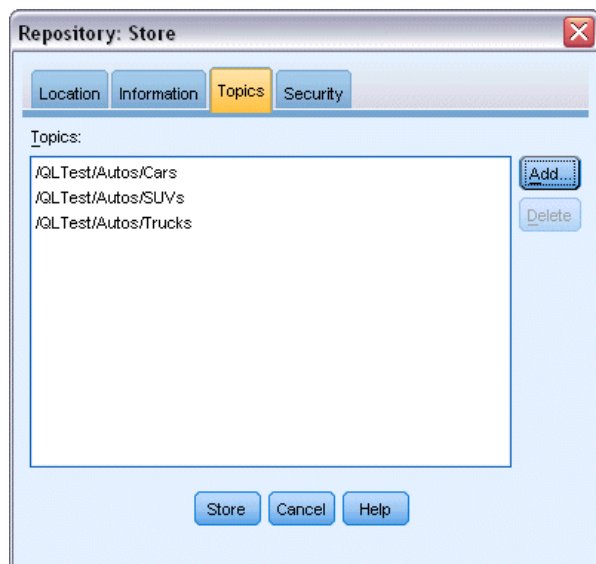 Repository: Store
Location Information Topics Security
Topics:
/QLTest/Autos/Cars
/QLTest/Autos/SUVs
/QLTest/Autos/Trucks
Add...
Delete
Store Cancel Help